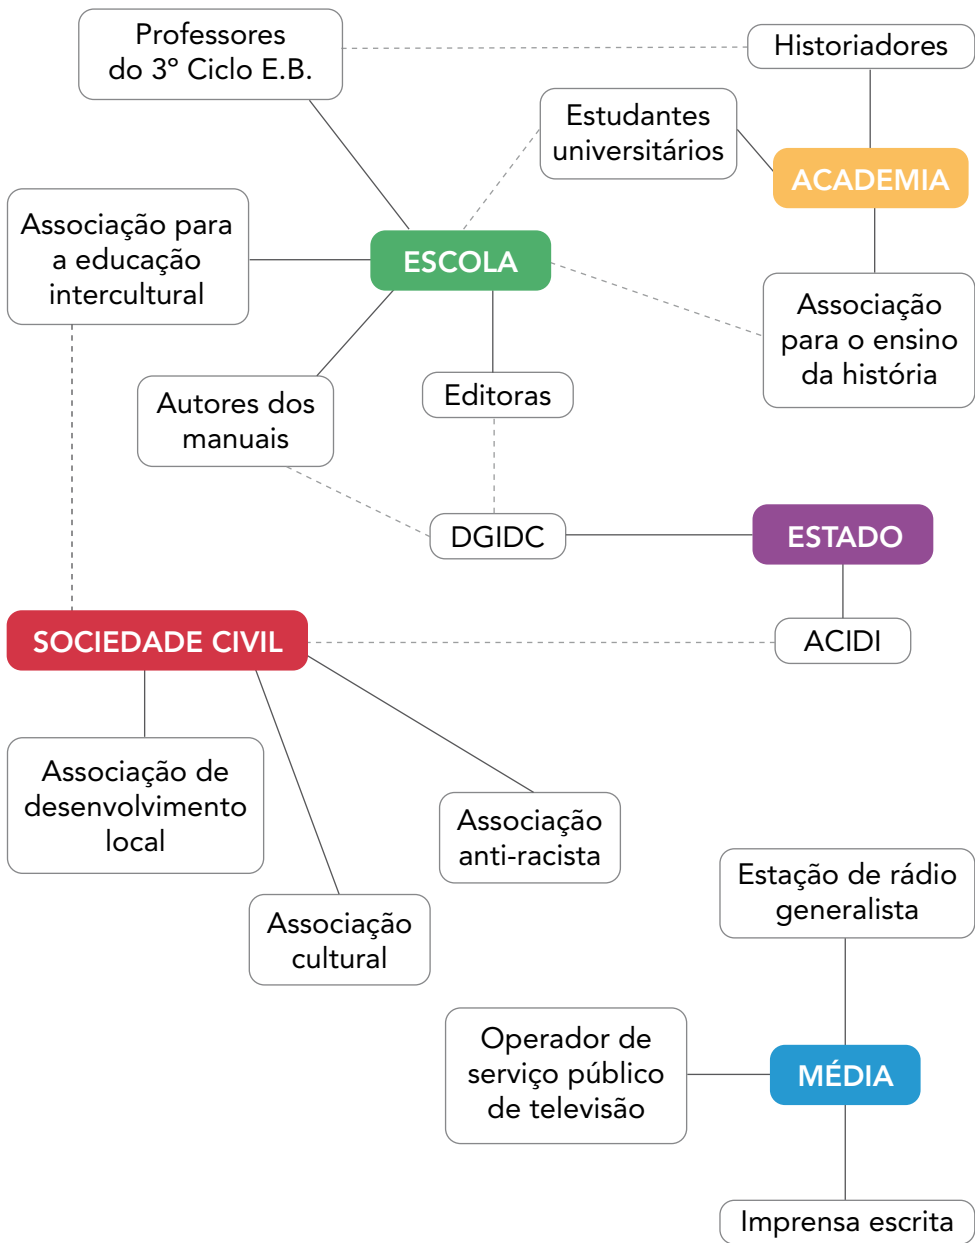 Professores
do 3º Ciclo E.B.
Historiadores
Estudantes
universitários
ACADEMIA
Associação para
a educação
intercultural
ESCOLA
Associação
para o ensino
da história
Autores dos
manuais
Editoras
DGIDC
ESTADO
SOCIEDADE CIVIL
ACIDI
Associação de
desenvolvimento
local
Associação
anti-racista
Associação
cultural
Estação de rádio
generalista
Operador de
serviço público
de televisão
MÉDIA
Imprensa escrita